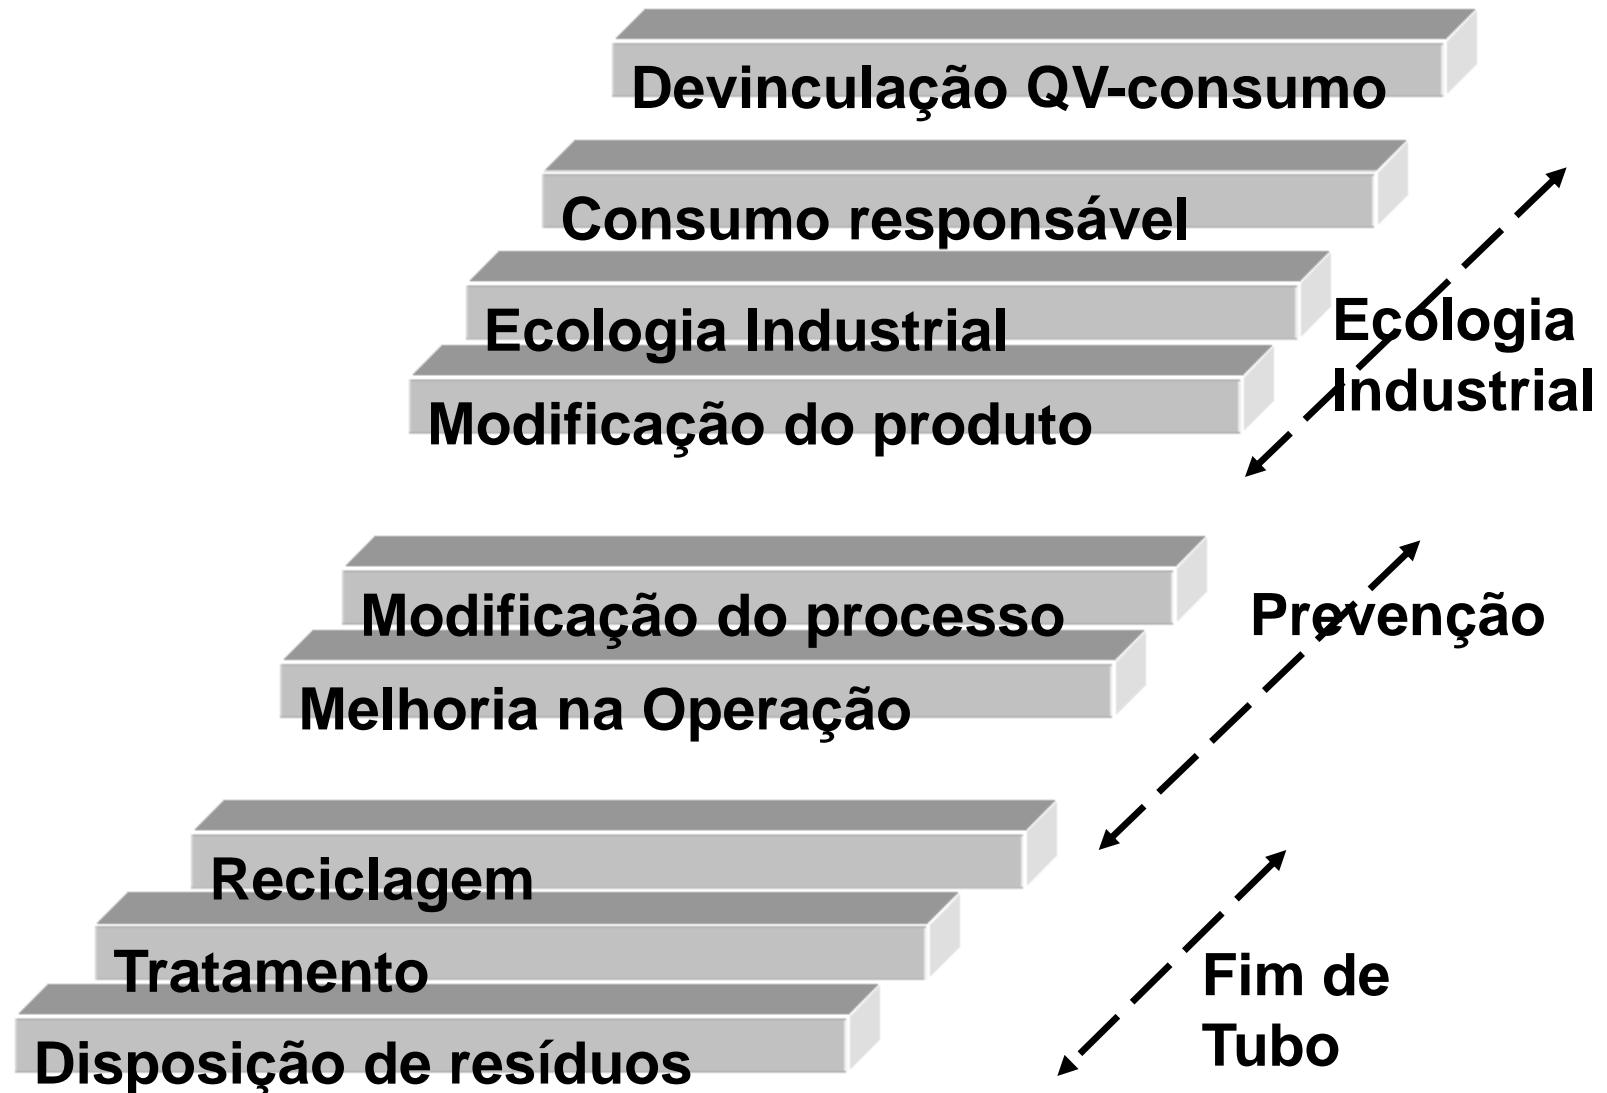 Devinculação QV-consumo
Consumo responsável
Ecologia Industrial
Modificação do produto
Ecologia
Industrial
Modificação do processo
Melhoria na Operação
Prevenção
Reciclagem
Tratamento
Disposição de resíduos
Fim de
Tubo